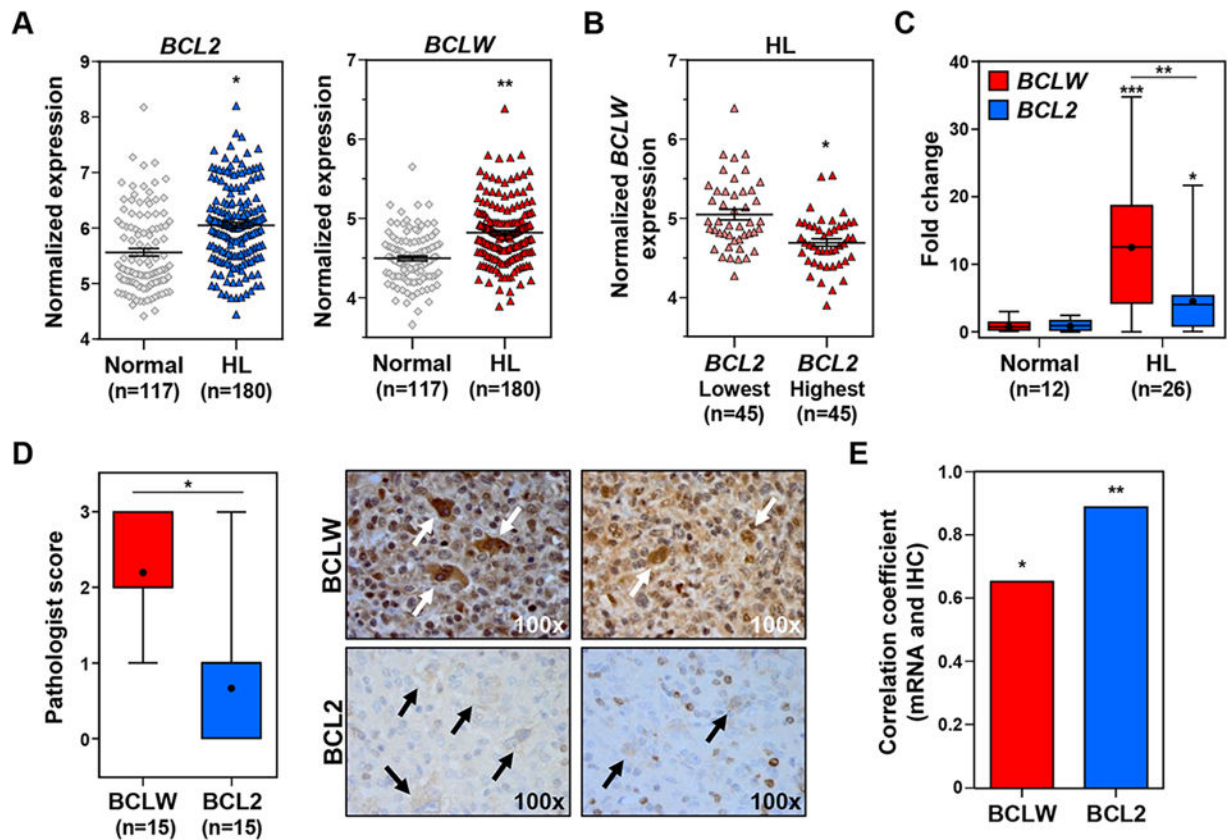 A
BCL2
Normalized expression
9
8
7
6
5
4
*
Normal
(n=117)
HL
(n=180)
BCLW
Normalized expression
7
6
5
4
**
Normal
(n=117)
HL
(n=180)
B
HL
Normalized BCLW
expression
7
6
5
4
*
BCL2
Lowest
(n=45)
BCL2
Highest
(n=45)
C
Fold change
40
30
20
10
0
BCLW
BCL2
**
***
*
Normal
(n=12)
HL
(n=26)
D
Pathologist score
3
2
1
0
*
BCLW
(n=15)
BCL2
(n=15)
BCLW
100x
100x
BCL2
100x
100x
E
Correlation coefficient
(mRNA and IHC)
1.0
0.8
0.6
0.4
0.2
0
*
**
BCLW
BCL2